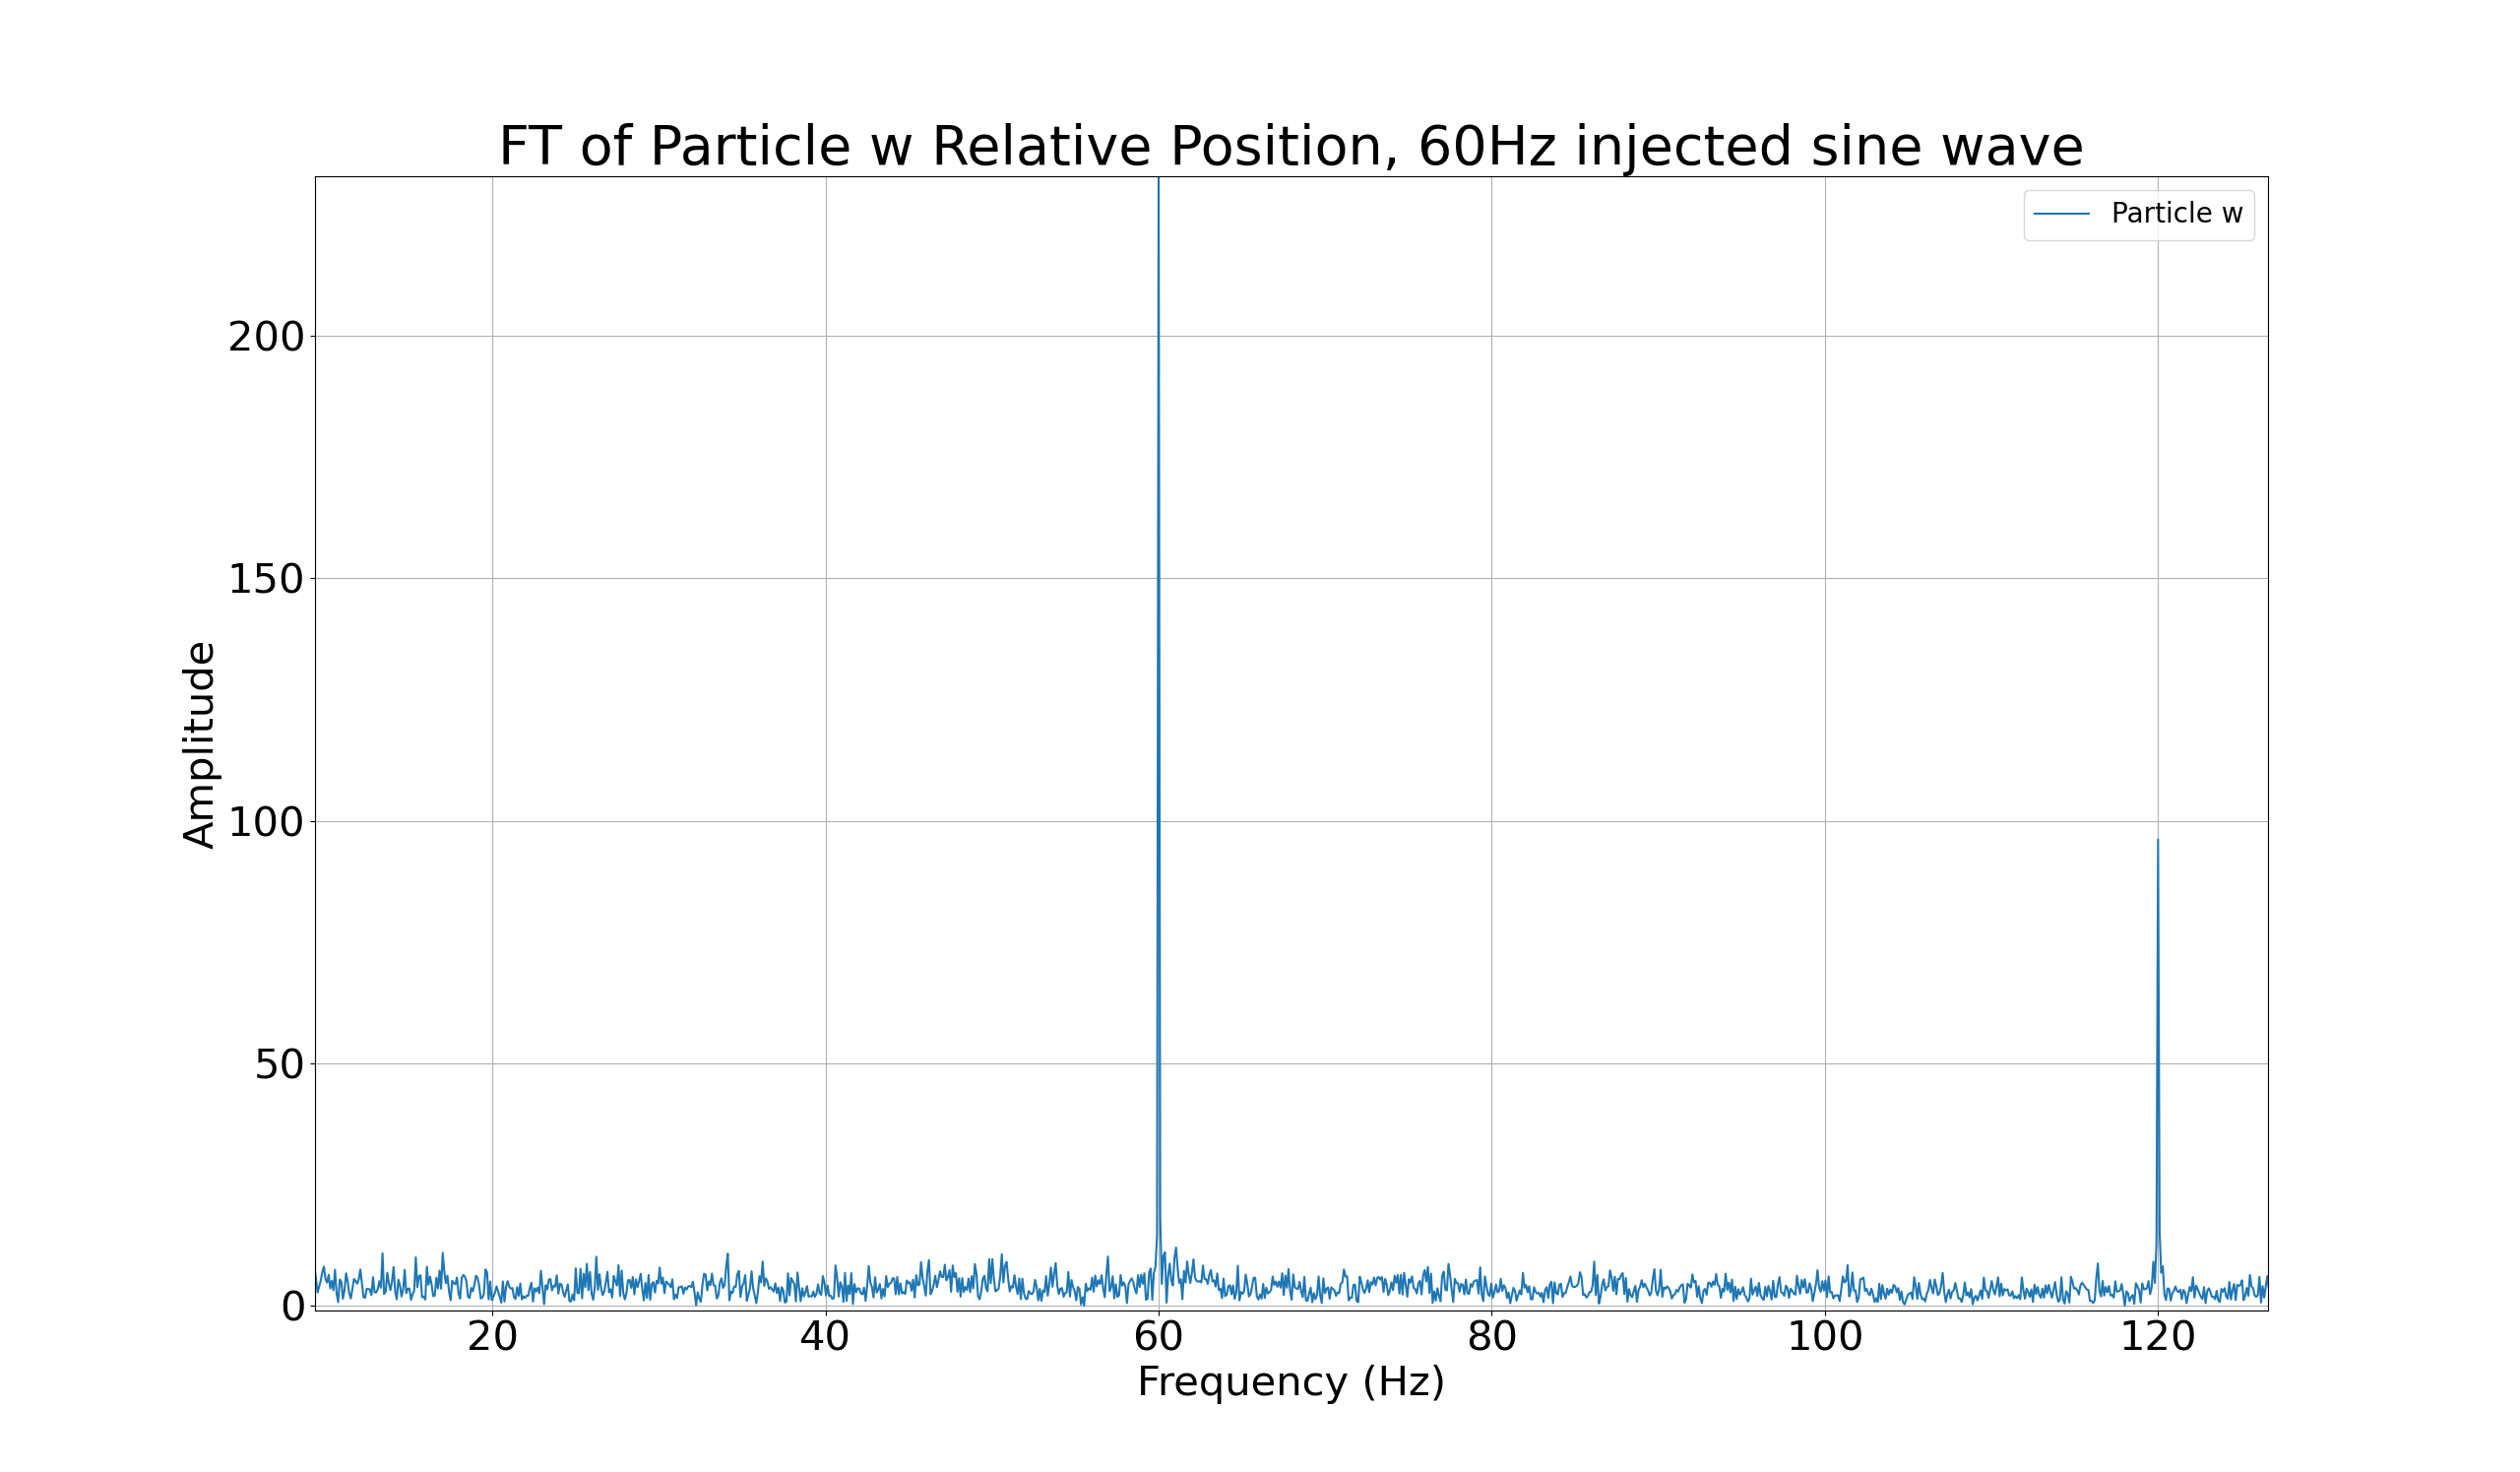 FT of Particle w Relative Position, 60Hz injected sine wave
Particle w
200
150
100
50
0
Amplitude
20 40 60 80 100 120
Frequency (Hz)